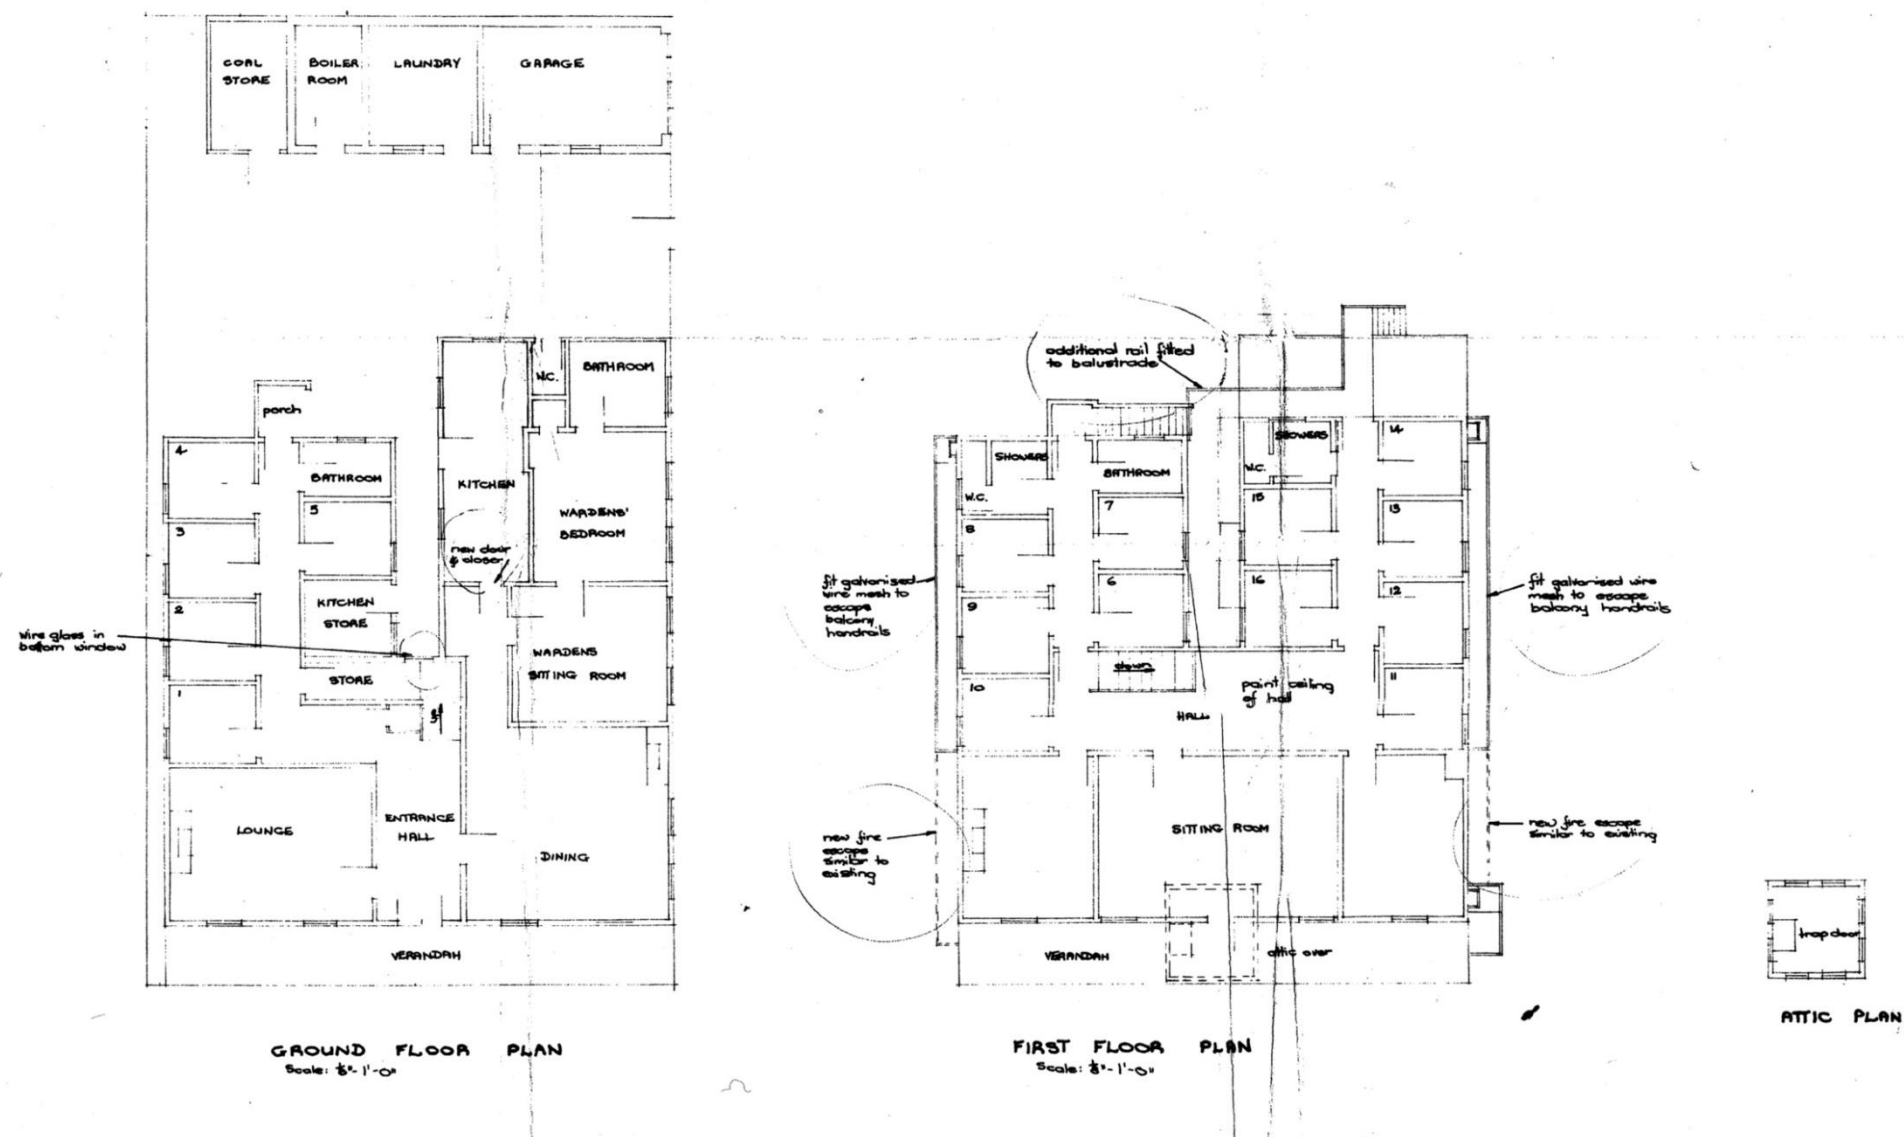 COAL
STORE
BOILER
ROOM
LAUNDRY
GARAGE
W.C.
BATHROOM
porch
4
BATHROOM
KITCHEN
3
5
WARDENS'
BEDROOM
new door
& closer
2
KITCHEN
STORE
wire glass in
bottom window
STORE
WARDENS
SITTING ROOM
1
LOUNGE
ENTRANCE
HALL
DINING
VERANDAH
GROUND FLOOR PLAN
Scale: ⅛"-1'-0"
additional rail fitted
to balustrade
SHOWERS
W.C.
BATHROOM
SHOWERS
W.C.
14
7
15
13
8
6
16
12
9
fit galvanised
wire mesh to
escape
balcony
handrails
fit galvanised wire
mesh to escape
balcony handrails
down
10
paint ceiling
of hall
11
HALL
new fire
escape
similar to
existing
SITTING ROOM
new fire escape
similar to existing
VERANDAH
attic over
FIRST FLOOR PLAN
Scale: ⅛"-1'-0"
trap door
ATTIC PLAN